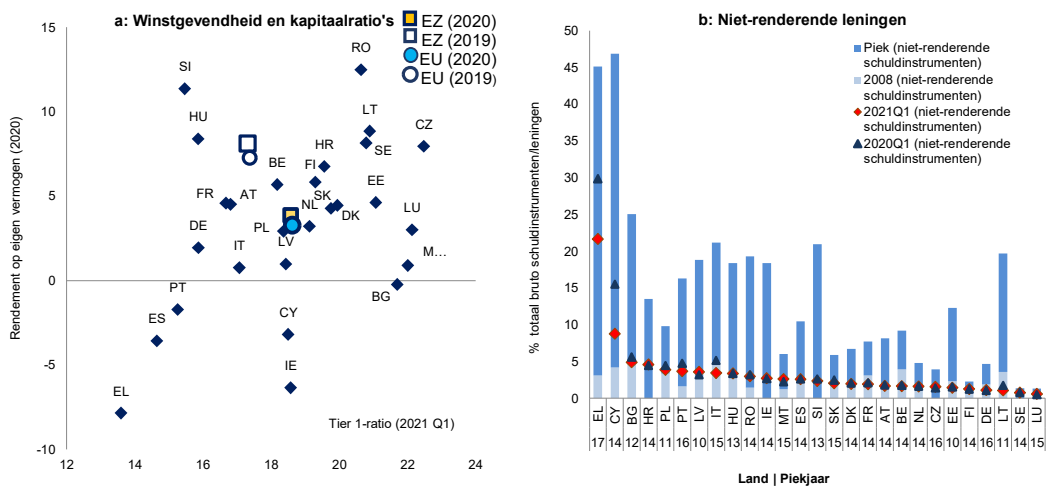 a: Winstgevendheid en kapitaalratio's
EZ (2020)
EZ (2019)
EU (2020)
EU (2019)
Rendement op eigen vermogen (2020)
15
10
5
0
-5
-10
12 14 16 18 20 22 24
RO
SI
LT
CZ
HU
SE
HR
BE
FI
EE
FR
AT
SK
DK
NL
LU
PL
DE
IT
LV
M…
BG
PT
ES
CY
IE
EL
Tier 1-ratio (2021 Q1)
b: Niet-renderende leningen
Piek (niet-renderende
schuldinstrumenten)
2008 (niet-renderende
schuldinstrumenten)
2021Q1 (niet-renderende
schuldinstrumenten)
2020Q1 (niet-renderende
schuldinstrumenten)
% totaal bruto schuldinstrumenten/leningen
50
45
40
35
30
25
20
15
10
5
0
EL CY BG HR PL PT LV IT HU RO IE MT ES SI SK DK FR AT BE NL CZ EE FI DE LT SE LU
17 14 12 14 11 16 10 15 13 14 14 14 14 13 15 14 14 14 14 14 16 10 14 16 11 14 15
Land | Piekjaar